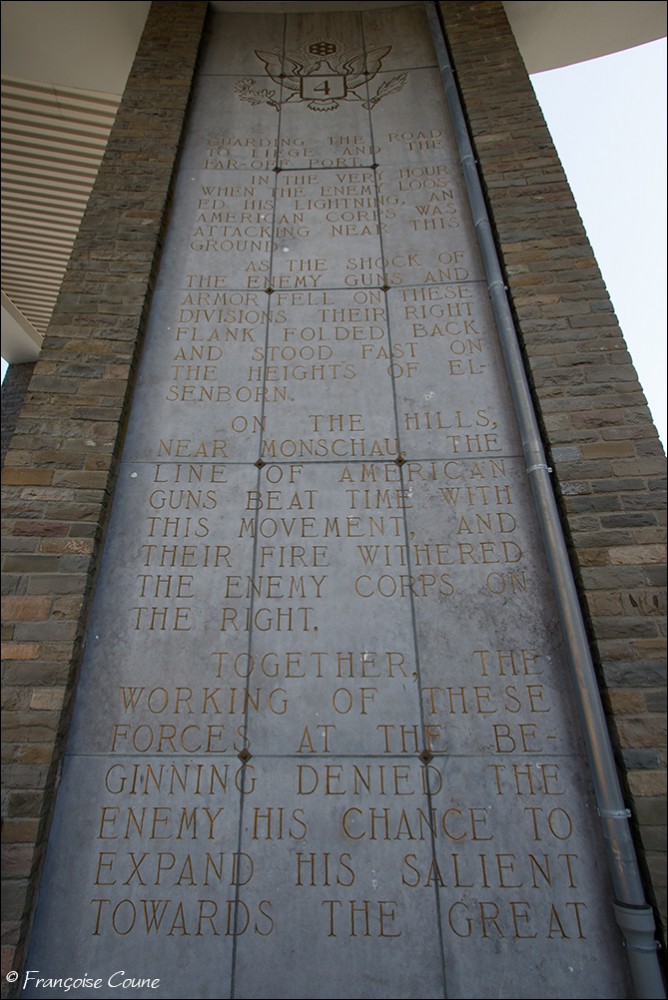 4
GUARDING THE ROAD
TO LIEGE AND THE
FAR-OFF PORT.
IN THE VERY HOUR
WHEN THE ENEMY LOOS-
ED HIS LIGHTNING, AN
AMERICAN CORPS WAS
ATTACKING NEAR THIS
GROUND.
AS THE SHOCK OF
THE ENEMY GUNS AND
ARMOR FELL ON THESE
DIVISIONS THEIR RIGHT
FLANK FOLDED BACK
AND STOOD FAST ON
THE HEIGHTS OF EL-
SENBORN.
ON THE HILLS,
NEAR MONSCHAU, THE
LINE OF AMERICAN
GUNS BEAT TIME WITH
THIS MOVEMENT, AND
THEIR FIRE WITHERED
THE ENEMY CORPS ON
THE RIGHT.
TOGETHER, THE
WORKING OF THESE
FORCES AT THE BE-
GINNING DENIED THE
ENEMY HIS CHANCE TO
EXPAND HIS SALIENT
TOWARDS THE GREAT
© Françoise Coune